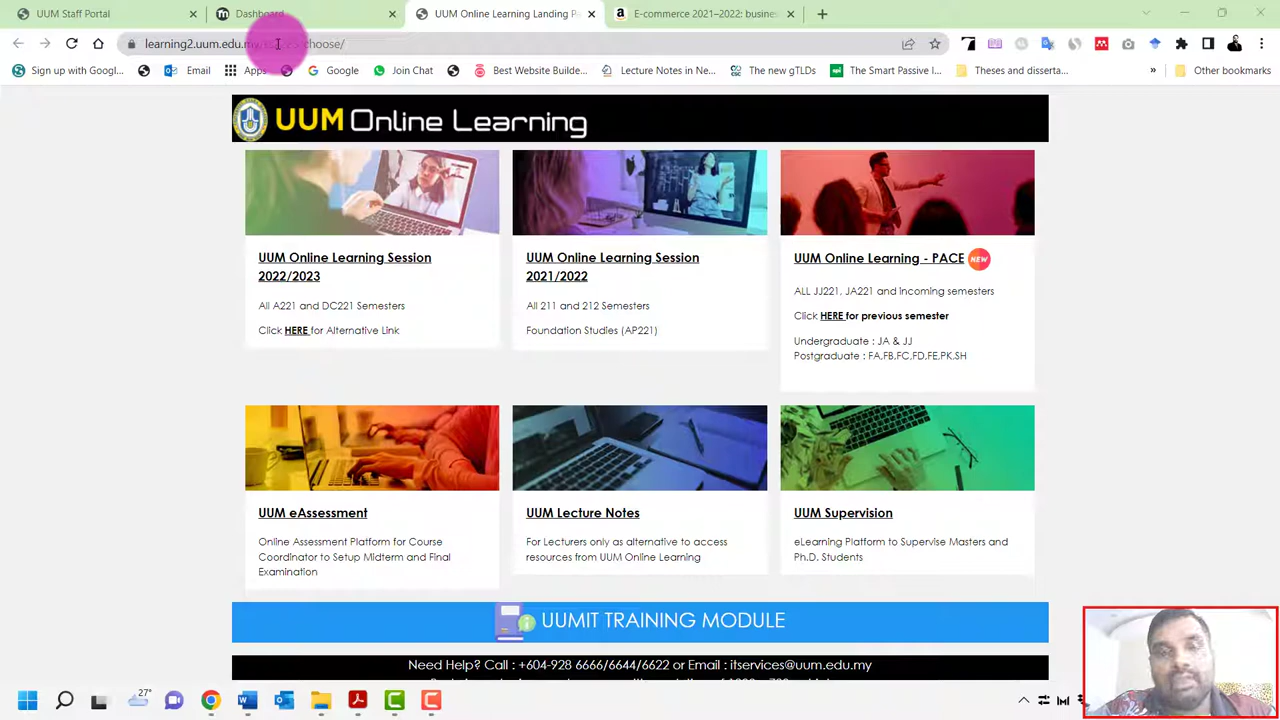 UUM Staff Portal
Dashboard
UUM Online Learning Landing P
E-commerce 2021–2022: busine
learning2.uum.edu.my choose/
Sign up with Googl...
Email
Apps
Google
Join Chat
Best Website Builde...
Lecture Notes in Ne...
The new gTLDs
The Smart Passive I...
Theses and disserta...
»
Other bookmarks
UUM Online Learning
UUM Online Learning Session
2022/2023
All A221 and DC221 Semesters
Click HERE for Alternative Link
UUM Online Learning Session
2021/2022
All 211 and 212 Semesters
Foundation Studies (AP221)
UUM Online Learning - PACE NEW
ALL JJ221, JA221 and incoming semesters
Click HERE for previous semester
Undergraduate : JA & JJ
Postgraduate : FA,FB,FC,FD,FE,PK,SH
UUM eAssessment
Online Assessment Platform for Course
Coordinator to Setup Midterm and Final
Examination
UUM Lecture Notes
For Lecturers only as alternative to access
resources from UUM Online Learning
UUM Supervision
eLearning Platform to Supervise Masters and
Ph.D. Students
UUMIT TRAINING MODULE
Need Help? Call : +604-928 6666/6644/6622 or Email : itservices@uum.edu.my
27°